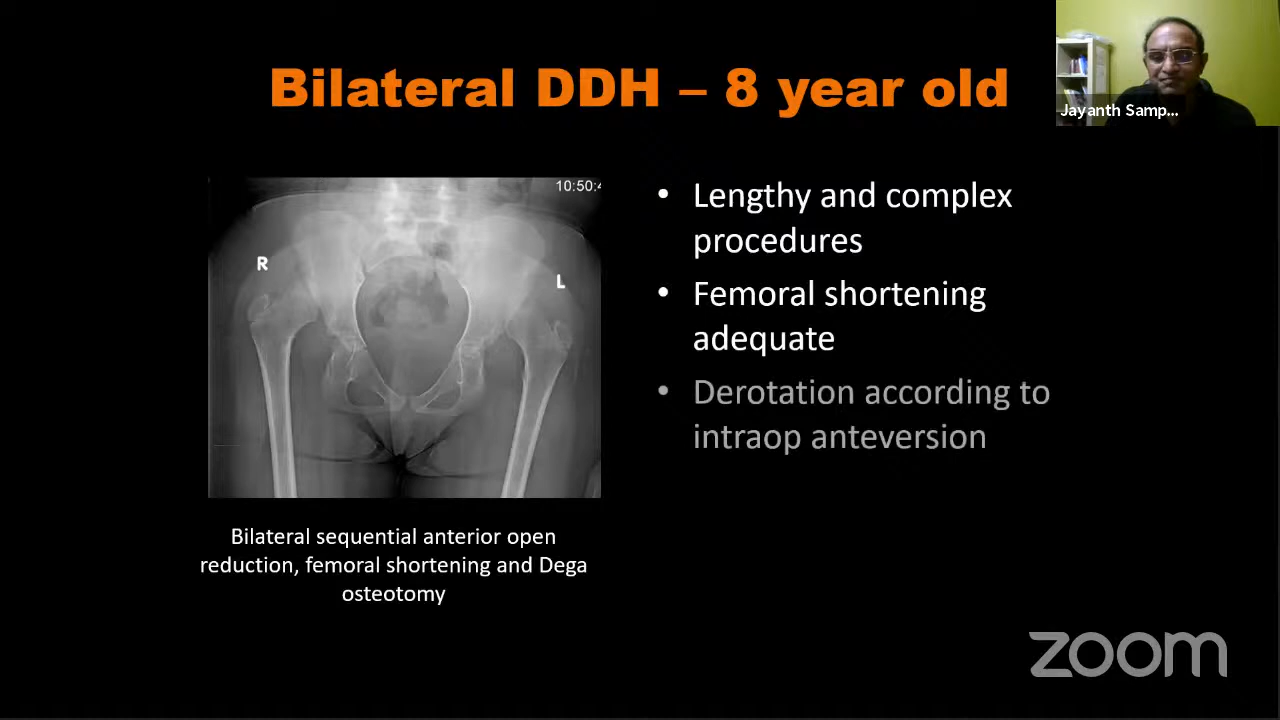 Bilateral DDH – 8 year old
Jayanth Samp...
10:50:4
R
L
• Lengthy and complex
procedures
• Femoral shortening
adequate
• Derotation according to
intraop anteversion
Bilateral sequential anterior open
reduction, femoral shortening and Dega
osteotomy
zoom